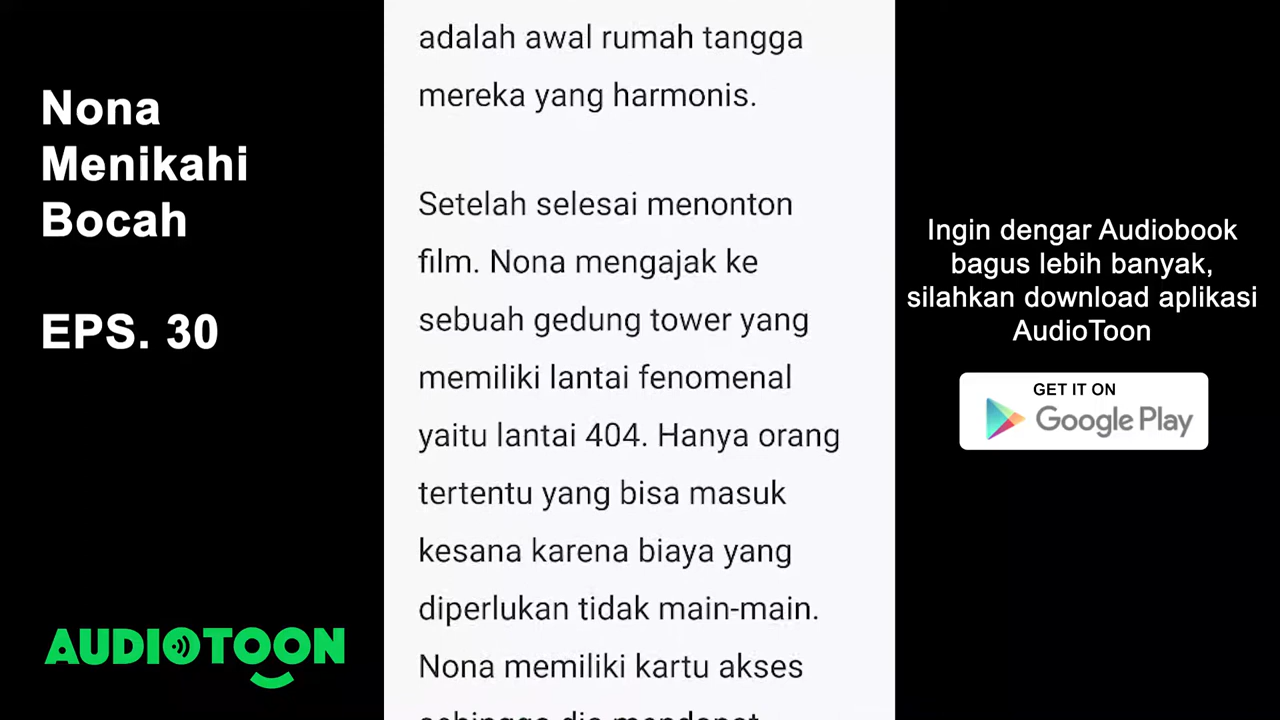 Nona
Menikahi
Bocah
EPS. 30
AUDIOTOON
adalah awal rumah tangga
mereka yang harmonis.
Setelah selesai menonton
film. Nona mengajak ke
sebuah gedung tower yang
memiliki lantai fenomenal
yaitu lantai 404. Hanya orang
tertentu yang bisa masuk
kesana karena biaya yang
diperlukan tidak main-main.
Nona memiliki kartu akses
sehingga dia mendapat
Ingin dengar Audiobook
bagus lebih banyak,
silahkan download aplikasi
AudioToon
GET IT ON
Google Play